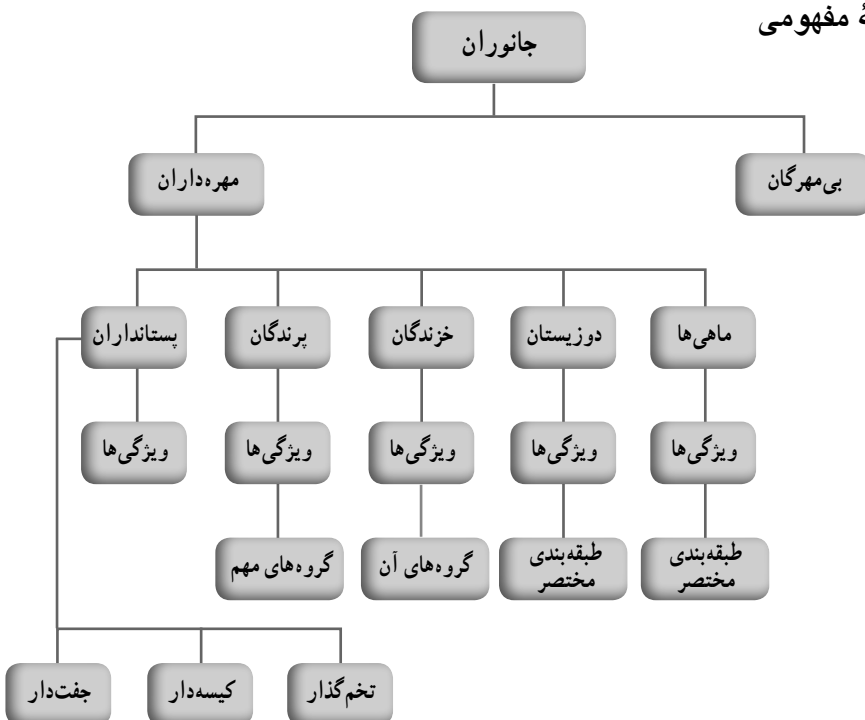 ۀ مفهومی
جانوران
بی‌مهرگان
مهره‌داران
ماهی‌ها
دوزیستان
خزندگان
پرندگان
پستانداران
ویژگی‌ها
ویژگی‌ها
ویژگی‌ها
ویژگی‌ها
ویژگی‌ها
طبقه‌بندی
مختصر
طبقه‌بندی
مختصر
گروه‌های آن
گروه‌های مهم
تخم‌گذار
کیسه‌دار
جفت‌دار